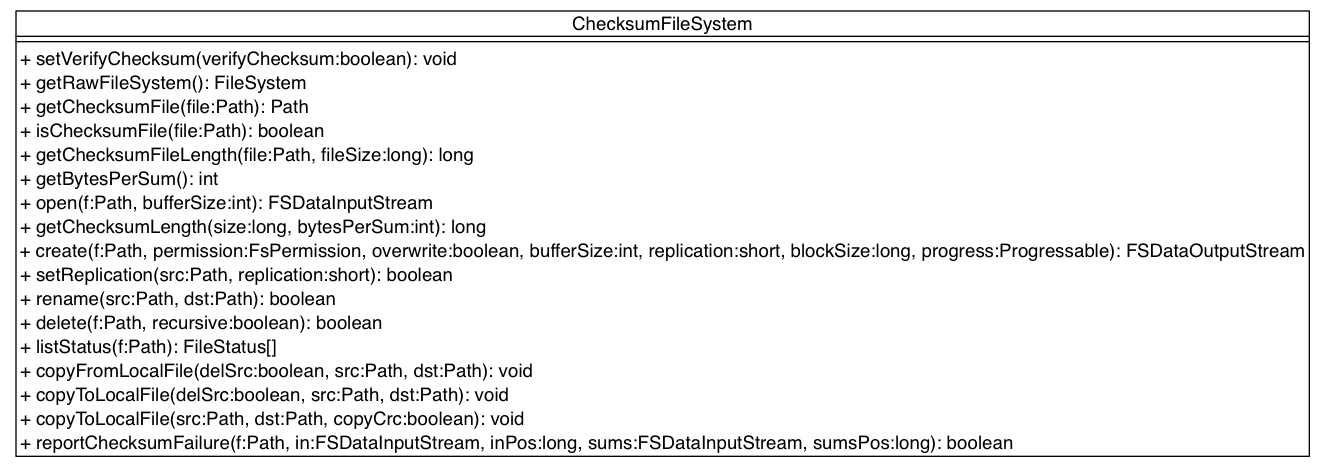 ChecksumFileSystem
+ setVerifyChecksum(verifyChecksum:boolean): void
+ getRawFileSystem(): FileSystem
+ getChecksumFile(file:Path): Path
+ isChecksumFile(file:Path): boolean
+ getChecksumFileLength(file:Path, fileSize:long): long
+ getBytesPerSum(): int
+ open(f:Path, bufferSize:int): FSDataInputStream
+ getChecksumLength(size:long, bytesPerSum:int): long
+ create(f:Path, permission:FsPermission, overwrite:boolean, bufferSize:int, replication:short, blockSize:long, progress:Progressable): FSDataOutputStream
+ setReplication(src:Path, replication:short): boolean
+ rename(src:Path, dst:Path): boolean
+ delete(f:Path, recursive:boolean): boolean
+ listStatus(f:Path): FileStatus[]
+ copyFromLocalFile(delSrc:boolean, src:Path, dst:Path): void
+ copyToLocalFile(delSrc:boolean, src:Path, dst:Path): void
+ copyToLocalFile(src:Path, dst:Path, copyCrc:boolean): void
+ reportChecksumFailure(f:Path, in:FSDataInputStream, inPos:long, sums:FSDataInputStream, sumsPos:long): boolean